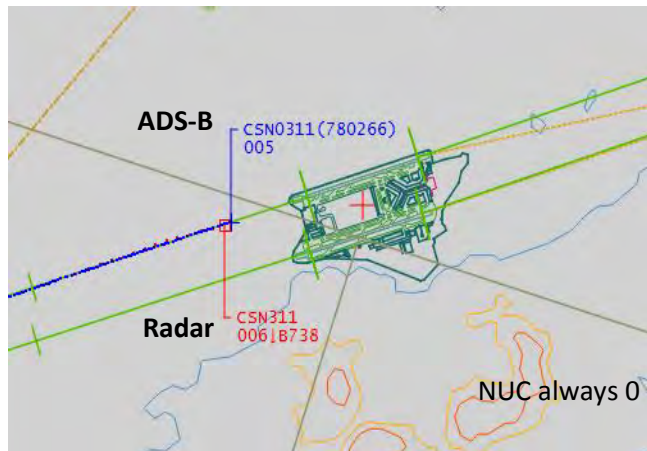 ADS-B
CSN0311(780266)
005
Radar
CSN311
006↓B738
NUC always 0